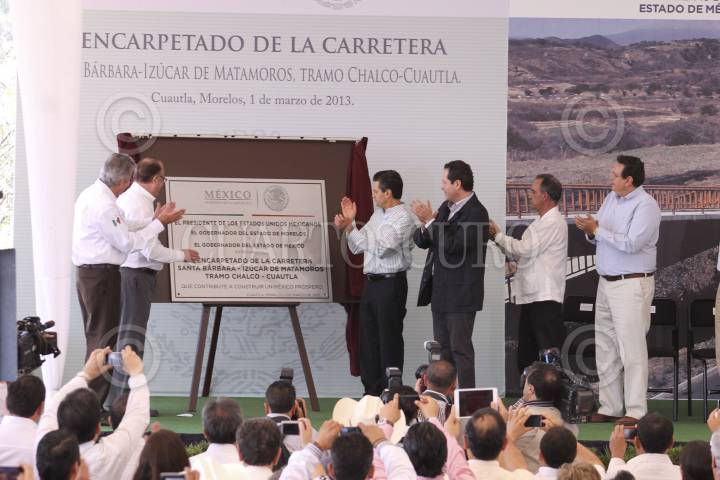 ESTADO DE MÉ
ENCARPETADO DE LA CARRETERA
BÁRBARA-IZÚCAR DE MATAMOROS, TRAMO CHALCO-CUAUTLA.
Cuautla, Morelos, 1 de marzo de 2013.
MÉXICO
EL PRESIDENTE DE LOS ESTADOS UNIDOS MEXICANOS
EL GOBERNADOR DEL ESTADO DE MORELOS
EL GOBERNADOR DEL ESTADO DE MÉXICO
EL ENCARPETADO DE LA CARRETERA
SANTA BÁRBARA - IZÚCAR DE MATAMOROS
TRAMO CHALCO - CUAUTLA
QUE CONTRIBUYE A CONSTRUIR UN MÉXICO PRÓSPERO